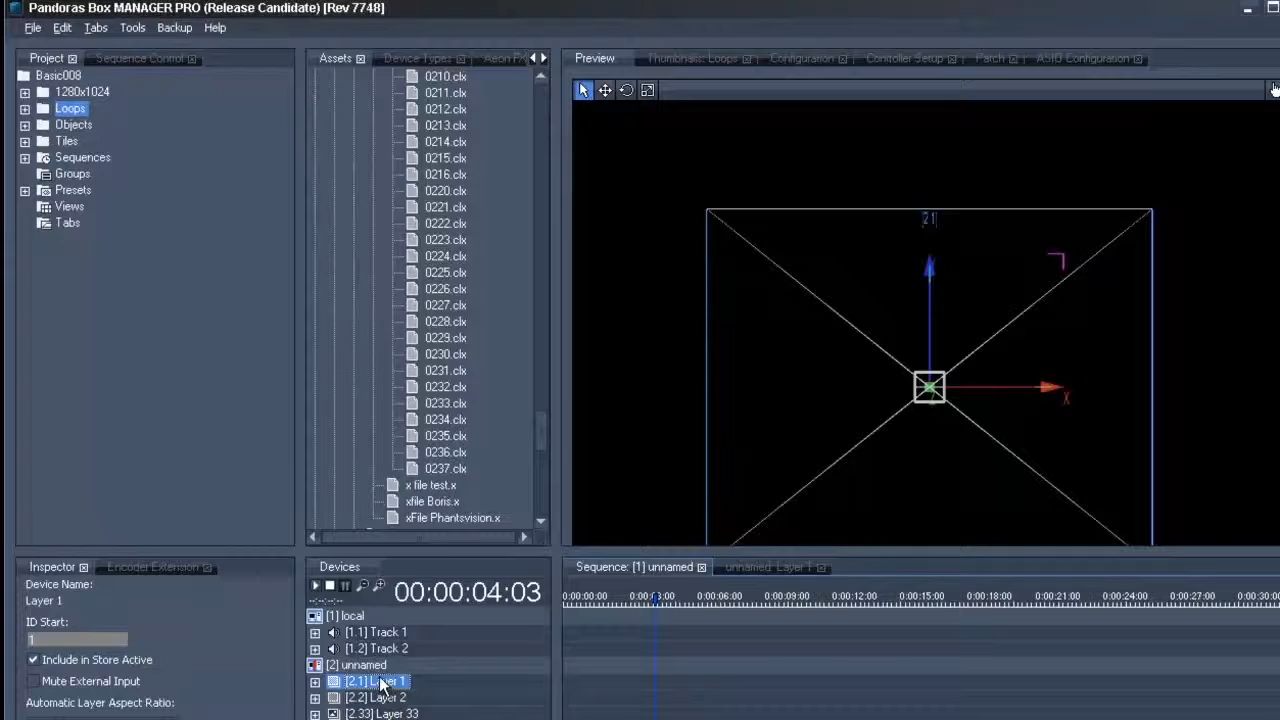 Pandoras Box MANAGER PRO (Release Candidate) [Rev 7748]
File Edit Tabs Tools Backup Help
Project Sequence Control
Basic008
1280x1024
Loops
Objects
Tiles
Sequences
Groups
Presets
Views
Tabs
Assets Device Types Aeon FX
0210.clx
0211.clx
0212.clx
0213.clx
0214.clx
0215.clx
0216.clx
0220.clx
0221.clx
0222.clx
0223.clx
0224.clx
0225.clx
0226.clx
0227.clx
0228.clx
0229.clx
0230.clx
0231.clx
0232.clx
0233.clx
0234.clx
0235.clx
0236.clx
0237.clx
x file test.x
xfile Boris.x
xFile Phantsvision.x
Preview Thumbnails: Loops Configuration Controller Setup Patch ASIO Configuration
X
Inspector Encoder Extension
Device Name:
Layer 1
ID Start:
1
Include in Store Active
Mute External Input
Automatic Layer Aspect Ratio:
Devices
00:00:04:03
--:--:--:--
[1] local
[1.1] Track 1
[1.2] Track 2
[2] unnamed
[2.1] Layer 1
[2.2] Layer 2
[2.33] Layer 33
Sequence: [1] unnamed unnamed: Layer 1
0:00:00:00 0:00:03:00 0:00:06:00 0:00:09:00 0:00:12:00 0:00:15:00 0:00:18:00 0:00:21:00 0:00:24:00 0:00:27:00 0:00:30:00